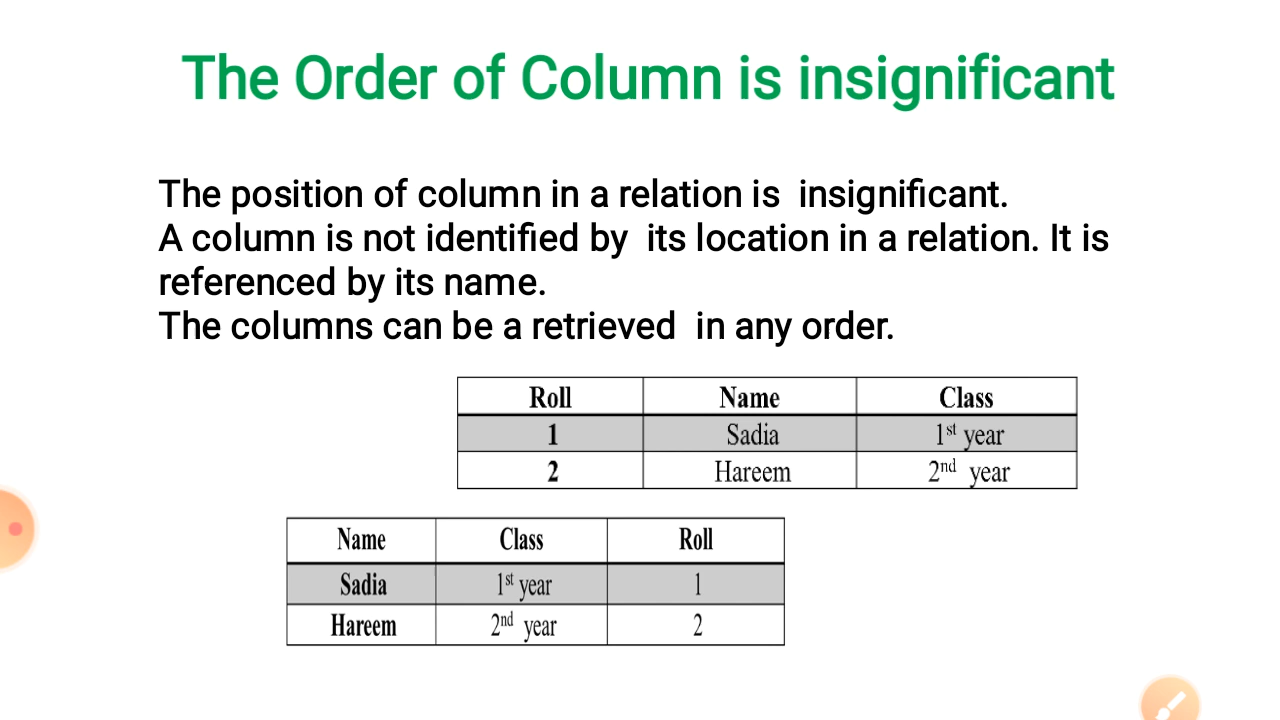 The Order of Column is insignificant
The position of column in a relation is insignificant.
A column is not identified by its location in a relation. It is
referenced by its name.
The columns can be a retrieved in any order.
Roll Name Class
1 Sadia 1st year
2 Hareem 2nd year
Name Class Roll
Sadia 1st year 1
Hareem 2nd year 2